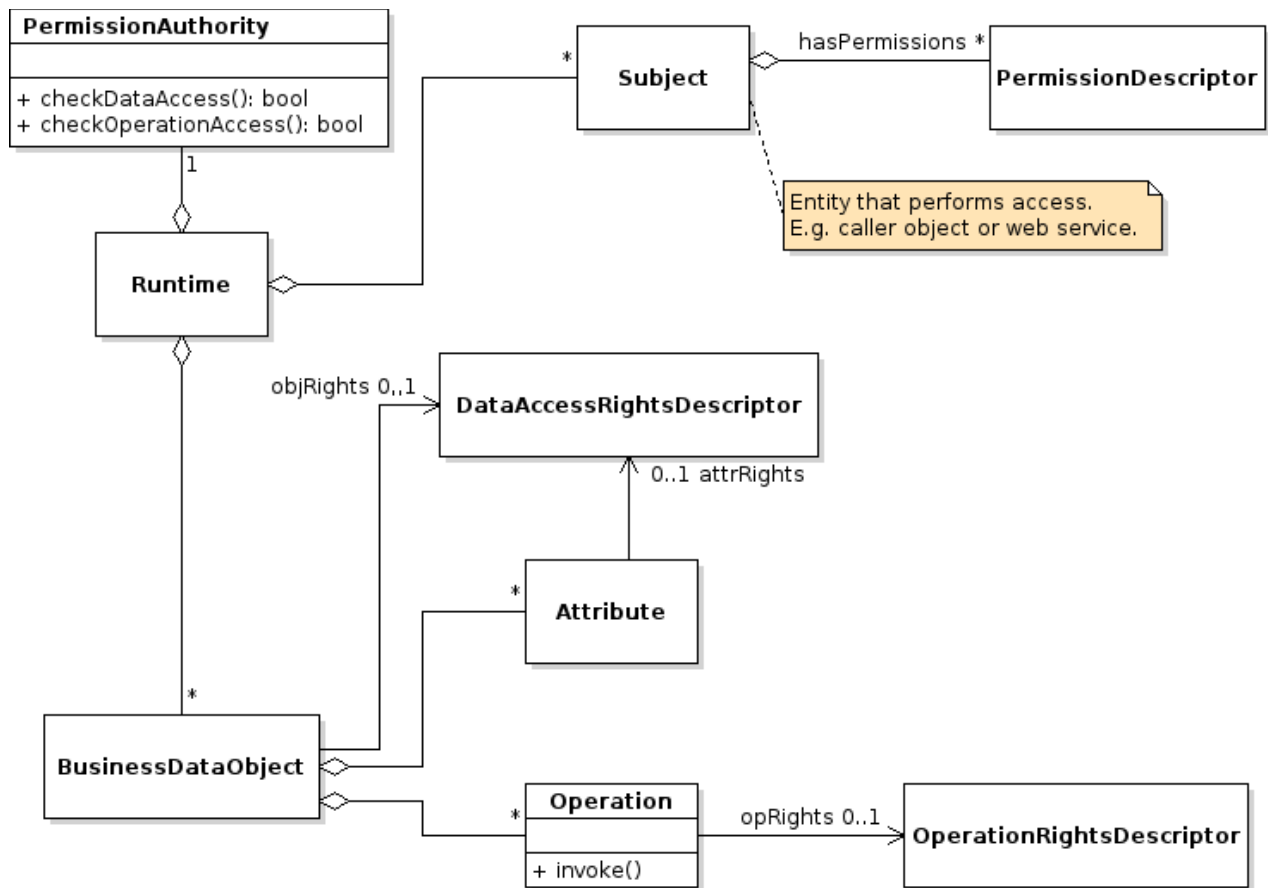 PermissionAuthority
+ checkDataAccess(): bool
+ checkOperationAccess(): bool
1
*
Subject
hasPermissions *
PermissionDescriptor
Entity that performs access.
E.g. caller object or web service.
Runtime
objRights 0,,1
DataAccessRightsDescriptor
0..1 attrRights
*
Attribute
*
BusinessDataObject
*
Operation
+ invoke()
opRights 0..1
OperationRightsDescriptor